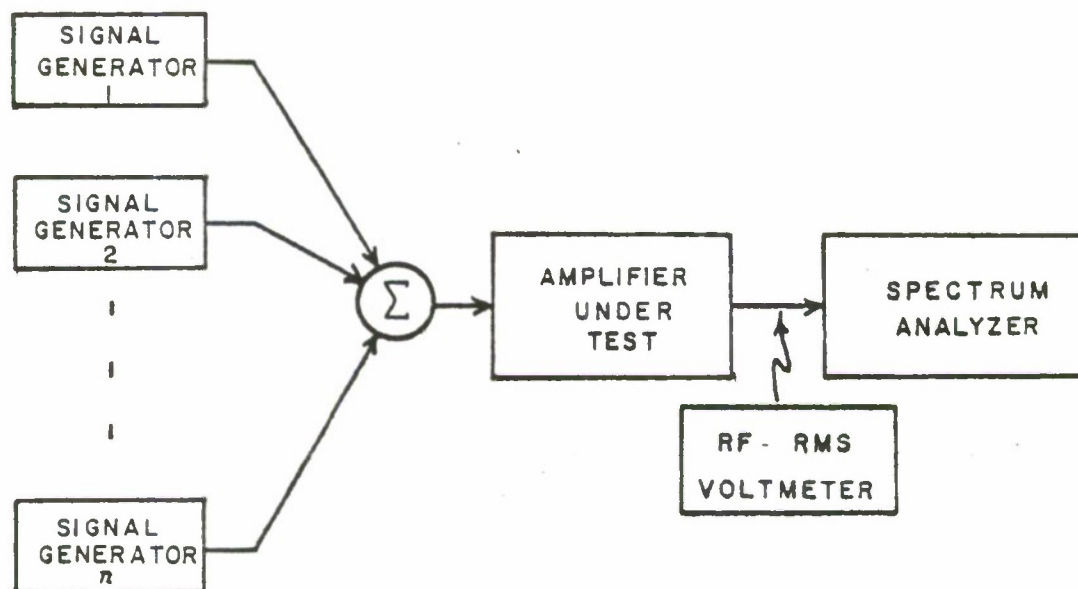 SIGNAL
GENERATOR
1
SIGNAL
GENERATOR
2
SIGNAL
GENERATOR
n
Σ
AMPLIFIER
UNDER
TEST
RF - RMS
VOLTMETER
SPECTRUM
ANALYZER